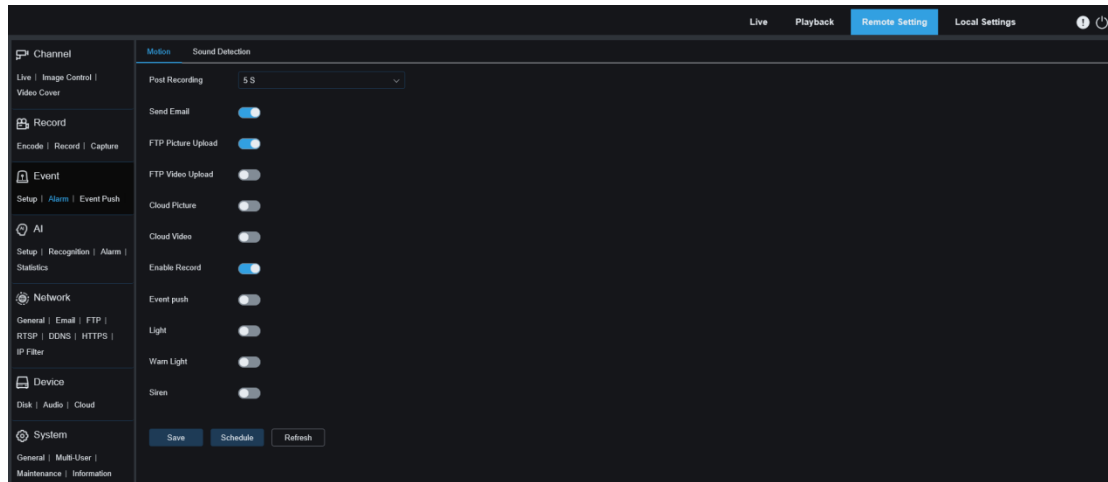 Live Playback Remote Setting Local Settings
Channel
Live | Image Control |
Video Cover
Record
Encode | Record | Capture
Event
Setup | Alarm | Event Push
AI
Setup | Recognition | Alarm |
Statistics
Network
General | Email | FTP |
RTSP | DDNS | HTTPS |
IP Filter
Device
Disk | Audio | Cloud
System
General | Multi-User |
Maintenance | Information
Motion Sound Detection
Post Recording 5 S
Send Email
FTP Picture Upload
FTP Video Upload
Cloud Picture
Cloud Video
Enable Record
Event push
Light
Warn Light
Siren
Save Schedule Refresh